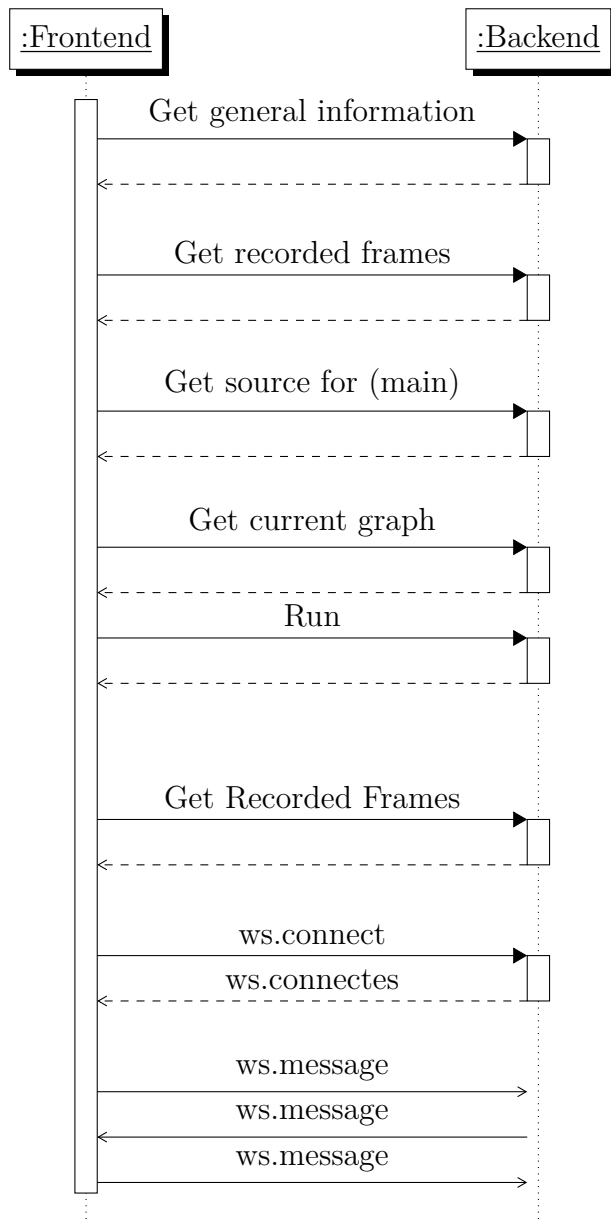 :Frontend
:Backend
Get general information
Get recorded frames
Get source for (main)
Get current graph
Run
Get Recorded Frames
ws.connect
ws.connectes
ws.message
ws.message
ws.message